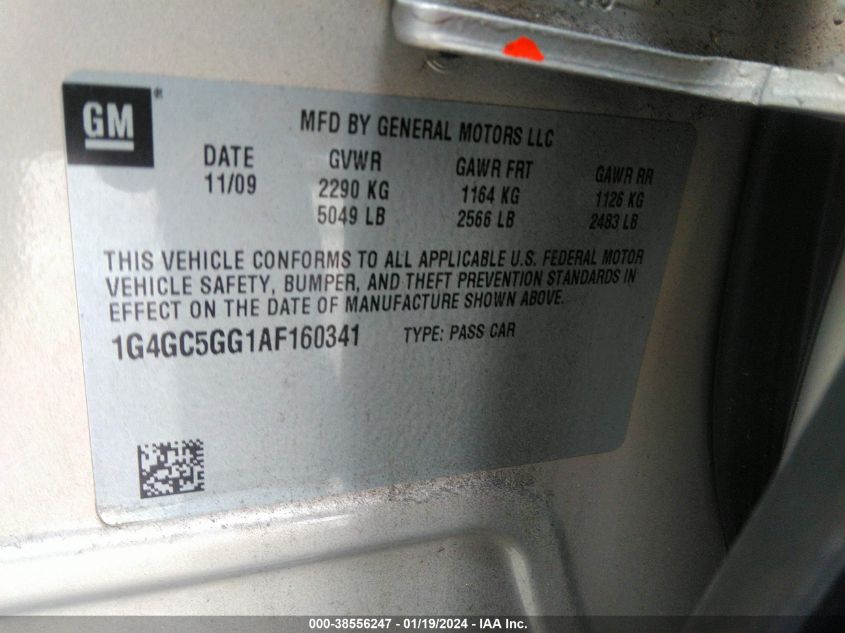 GM®
MFD BY GENERAL MOTORS LLC
DATE GVWR GAWR FRT GAWR RR
11/09 2290 KG 1164 KG 1126 KG
5049 LB 2566 LB 2483 LB
THIS VEHICLE CONFORMS TO ALL APPLICABLE U.S. FEDERAL MOTOR
VEHICLE SAFETY, BUMPER, AND THEFT PREVENTION STANDARDS IN
EFFECT ON THE DATE OF MANUFACTURE SHOWN ABOVE.
1G4GC5GG1AF160341 TYPE: PASS CAR
000-38556247 - 01/19/2024 - IAA Inc.